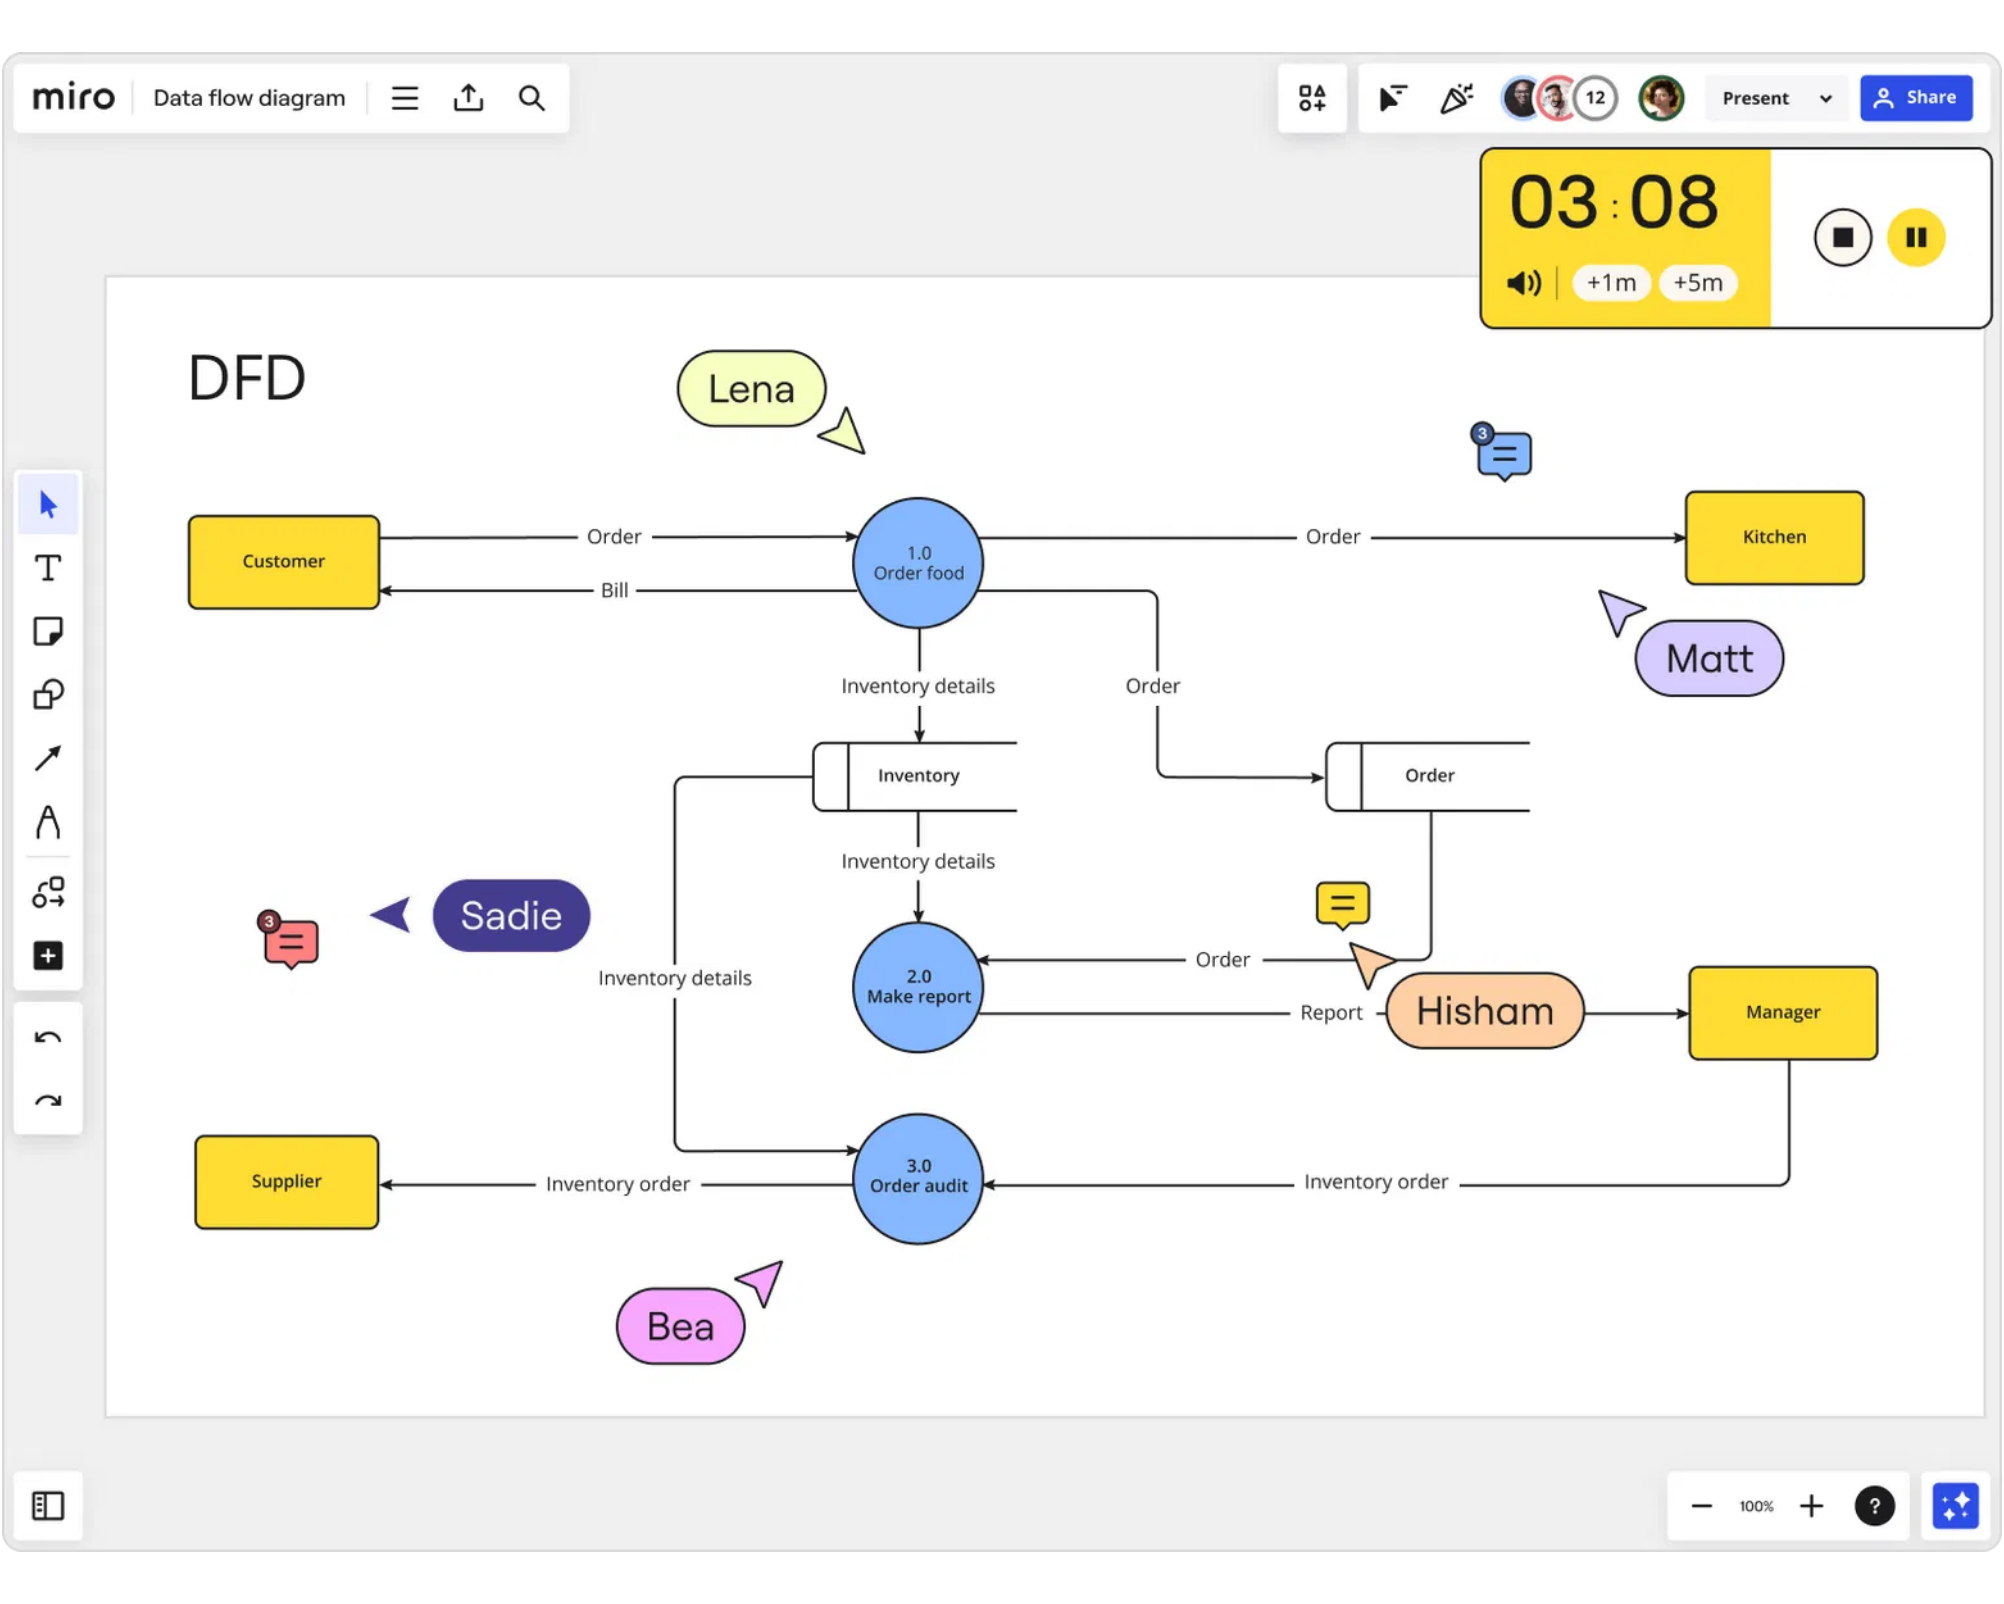 miro
Data flow diagram
12
Present
Share
03:08
+1m
+5m
DFD
Lena
3
Customer
Order
1.0
Order food
Order
Kitchen
Bill
Matt
Inventory details
Order
Inventory
Order
Inventory details
3
Sadie
Order
Inventory details
2.0
Make report
Report
Hisham
Manager
3.0
Order audit
Supplier
Inventory order
Inventory order
Bea
100%
?